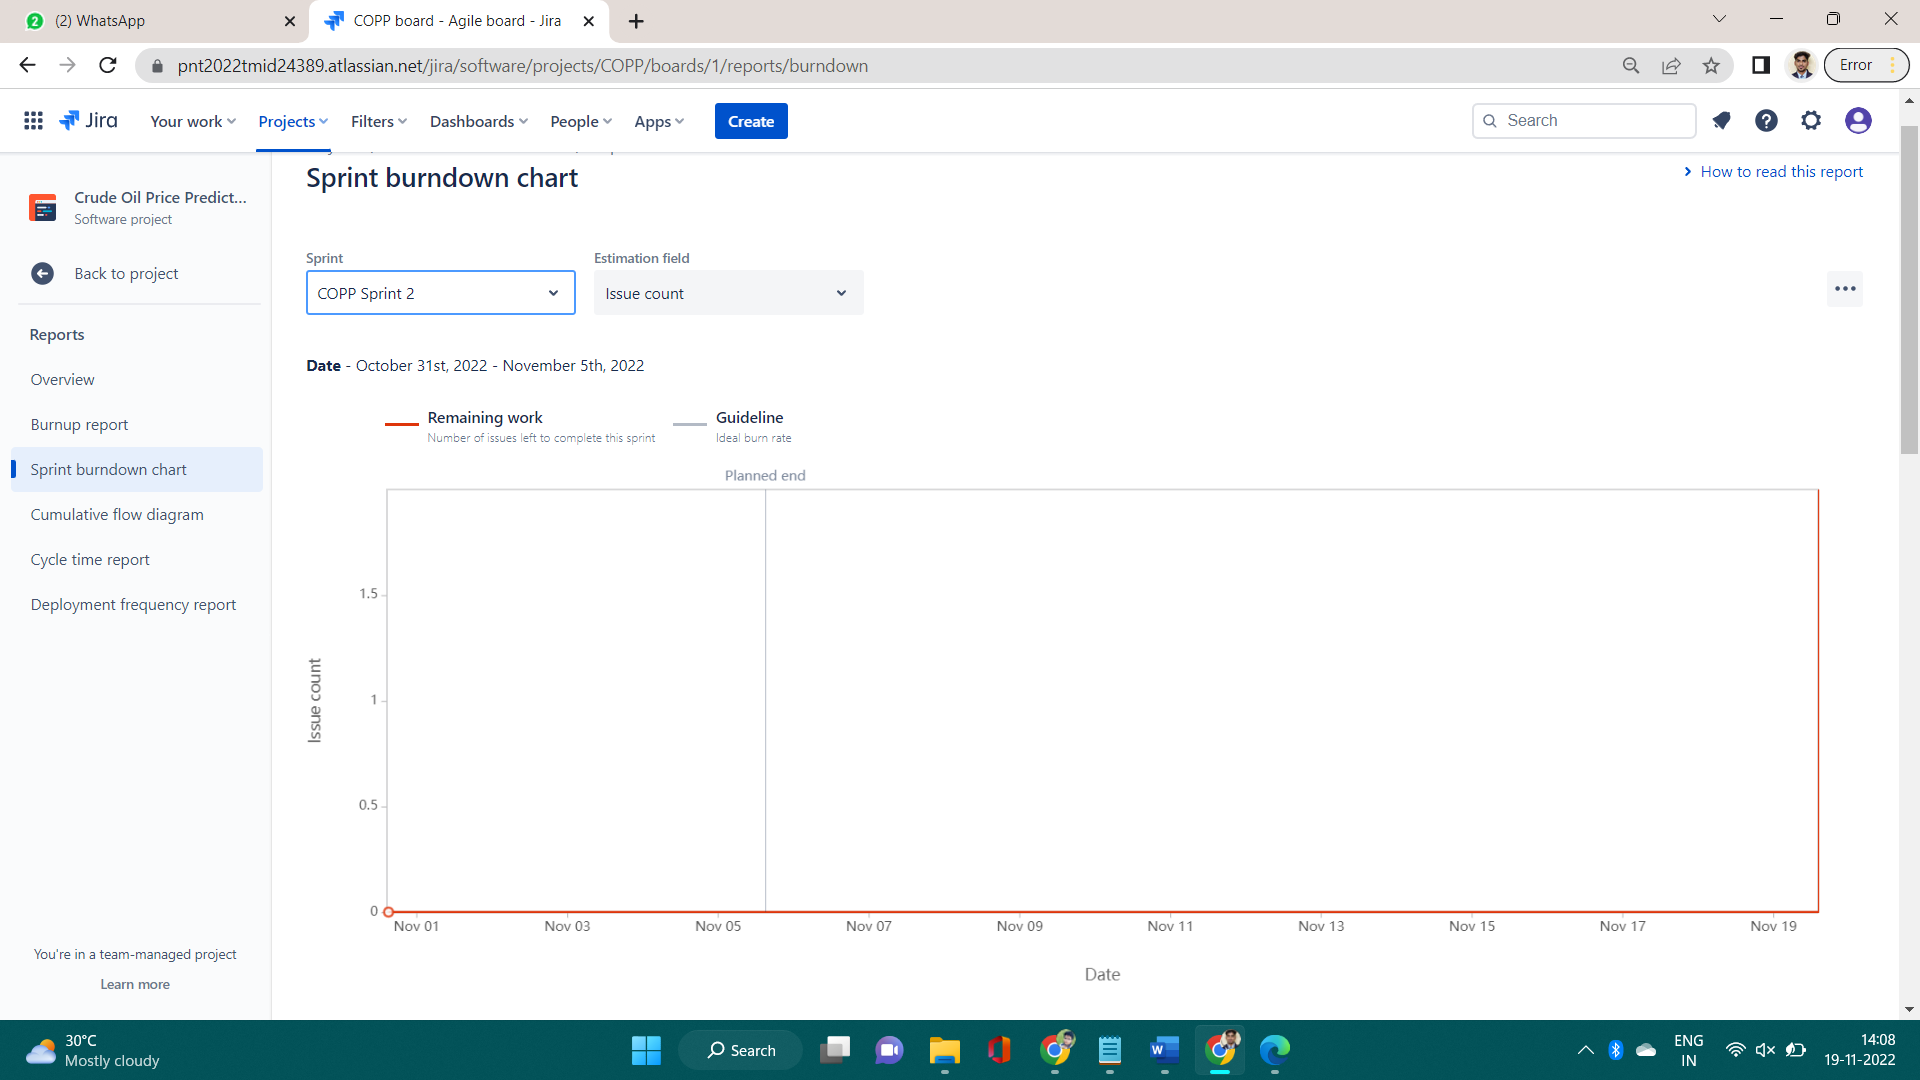 (2) WhatsApp
COPP board - Agile board - Jira
pnt2022tmid24389.atlassian.net/jira/software/projects/COPP/boards/1/reports/burndown
Error
Jira
Your work
Projects
Filters
Dashboards
People
Apps
Create
Search
Crude Oil Price Predict...
Software project
Back to project
Reports
Overview
Burnup report
Sprint burndown chart
Cumulative flow diagram
Cycle time report
Deployment frequency report
You're in a team-managed project
Learn more
Sprint burndown chart
How to read this report
Sprint
COPP Sprint 2
Estimation field
Issue count
Date - October 31st, 2022 - November 5th, 2022
Remaining work
Number of issues left to complete this sprint
Guideline
Ideal burn rate
Planned end
1.5
1
0.5
0
Issue count
Nov 01
Nov 03
Nov 05
Nov 07
Nov 09
Nov 11
Nov 13
Nov 15
Nov 17
Nov 19
Date
30°C
Mostly cloudy
Search
ENG
IN
14:08
19-11-2022